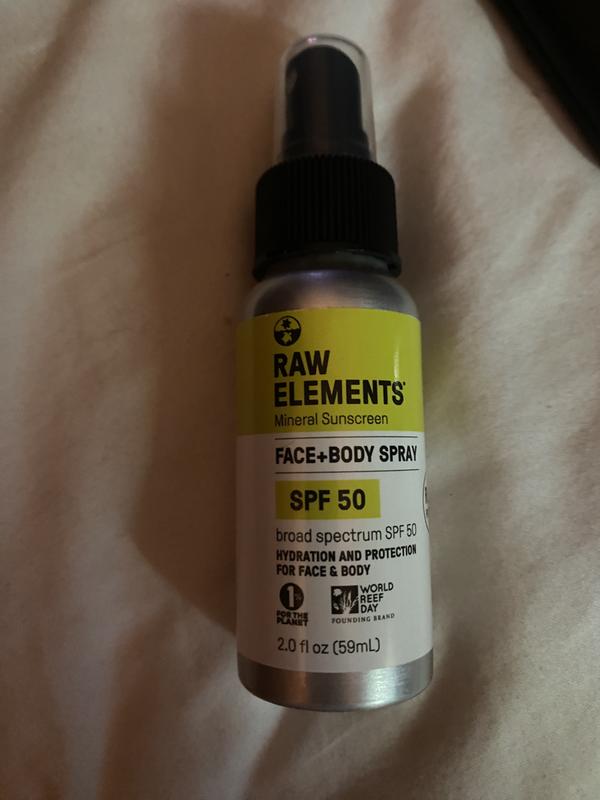 RAW
ELEMENTS®
Mineral Sunscreen
FACE+BODY SPRAY
SPF 50
broad spectrum SPF 50
HYDRATION AND PROTECTION
FOR FACE & BODY
1%
FOR THE
PLANET
WORLD
REEF
DAY
FOUNDING BRAND
2.0 fl oz (59mL)